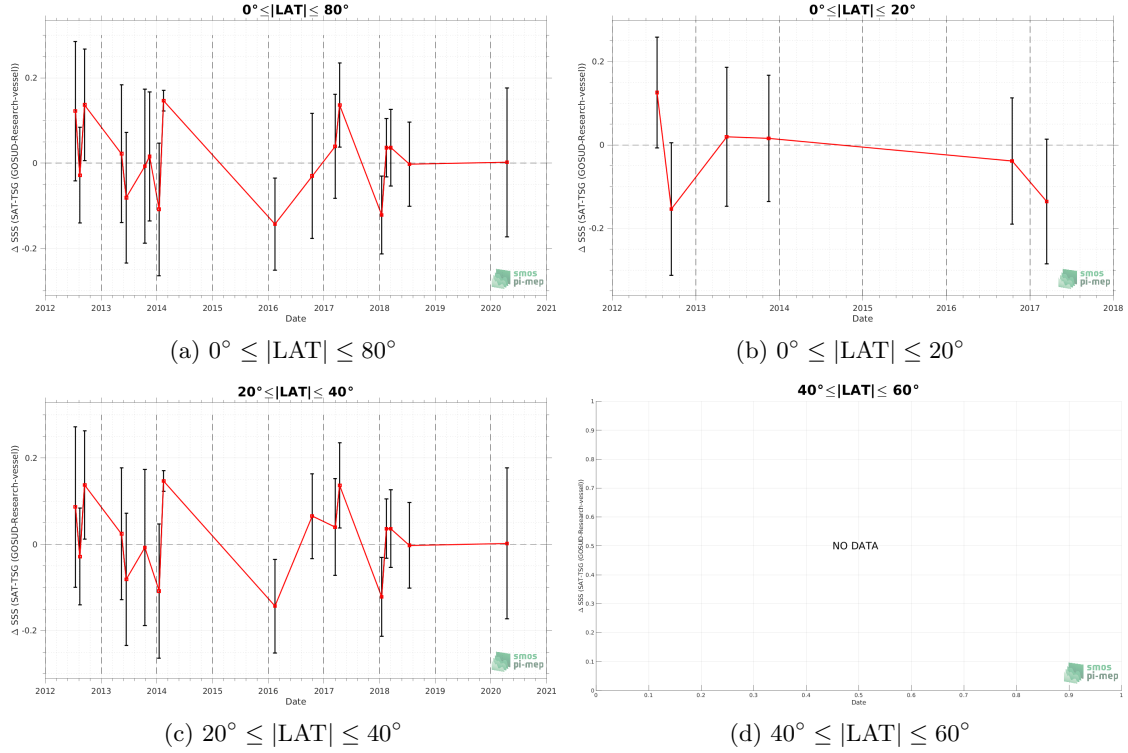 0°≤|LAT|≤ 80°
Δ SSS (SAT-TSG (GOSUD-Research-vessel))
0.2
0
-0.2
2012 2013 2014 2015 2016 2017 2018 2019 2020 2021
Date
smos
pi-mep
(a) 0° ≤ |LAT| ≤ 80°
0°≤|LAT|≤ 20°
Δ SSS (SAT-TSG (GOSUD-Research-vessel))
0.2
0
-0.2
2012 2013 2014 2015 2016 2017 2018
Date
smos
pi-mep
(b) 0° ≤ |LAT| ≤ 20°
20°≤|LAT|≤ 40°
Δ SSS (SAT-TSG (GOSUD-Research-vessel))
0.2
0
-0.2
2012 2013 2014 2015 2016 2017 2018 2019 2020 2021
Date
smos
pi-mep
(c) 20° ≤ |LAT| ≤ 40°
40°≤|LAT|≤ 60°
Δ SSS (SAT-TSG (GOSUD-Research-vessel))
1
0.9
0.8
0.7
0.6
0.5
0.4
0.3
0.2
0.1
0
NO DATA
0 0.1 0.2 0.3 0.4 0.5 0.6 0.7 0.8 0.9 1
Date
smos
pi-mep
(d) 40° ≤ |LAT| ≤ 60°